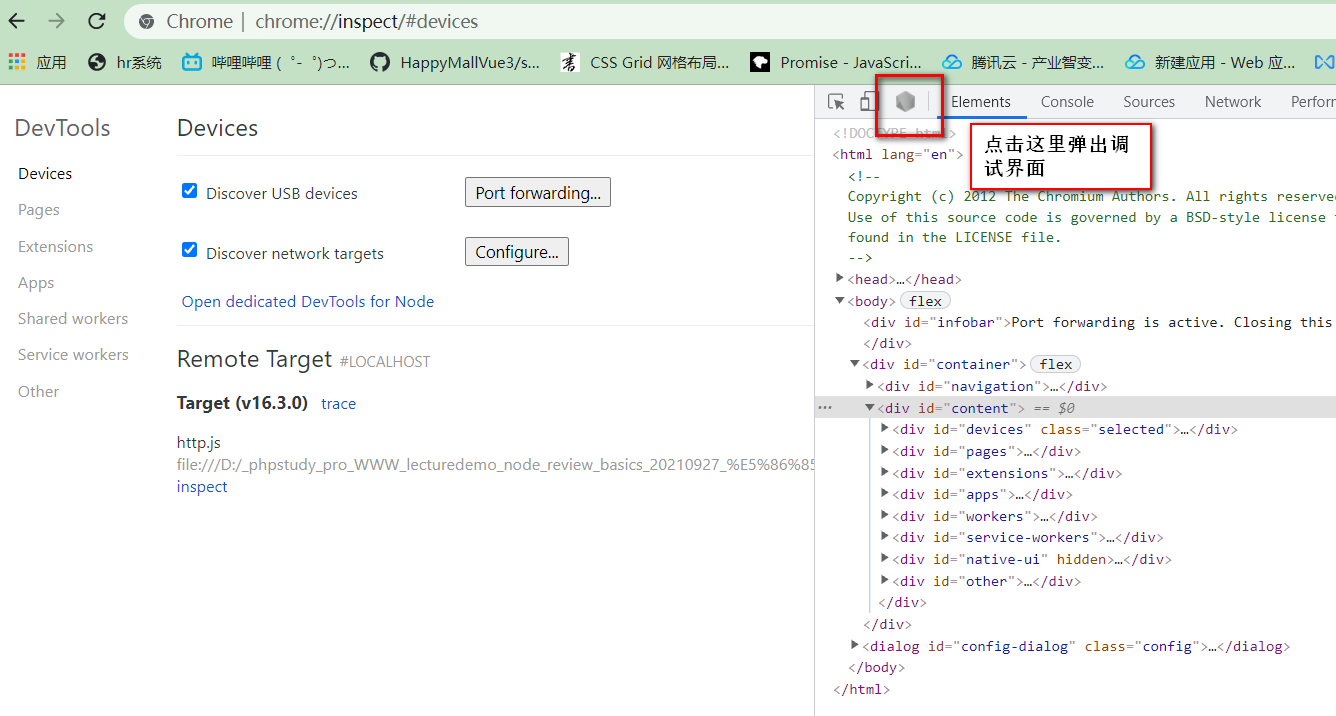 Chrome | chrome://inspect/#devices
应用 hr系统 哔哩哔哩 (゜-゜)つ... HappyMallVue3/s... CSS Grid 网格布局... Promise - JavaScri... 腾讯云 - 产业智变... 新建应用 - Web 应...
DevTools
Devices
Pages
Extensions
Apps
Shared workers
Service workers
Other
Devices
Discover USB devices Port forwarding...
Discover network targets Configure...
Open dedicated DevTools for Node
Remote Target #LOCALHOST
Target (v16.3.0) trace
http.js
file:///D:/_phpstudy_pro_WWW_lecturedemo_node_review_basics_20210927_%E5%86%85
inspect
Elements Console Sources Network Perform
点击这里弹出调
试界面
<!DOCTYPE html>
<html lang="en">
<!--
Copyright (c) 2012 The Chromium Authors. All rights reserve
Use of this source code is governed by a BSD-style license
found in the LICENSE file.
-->
<head>…</head>
<body> flex
<div id="infobar">Port forwarding is active. Closing this
</div>
<div id="container"> flex
<div id="navigation">…</div>
<div id="content"> == $0
<div id="devices" class="selected">…</div>
<div id="pages">…</div>
<div id="extensions">…</div>
<div id="apps">…</div>
<div id="workers">…</div>
<div id="service-workers">…</div>
<div id="native-ui" hidden>…</div>
<div id="other">…</div>
</div>
</div>
<dialog id="config-dialog" class="config">…</dialog>
</body>
</html>